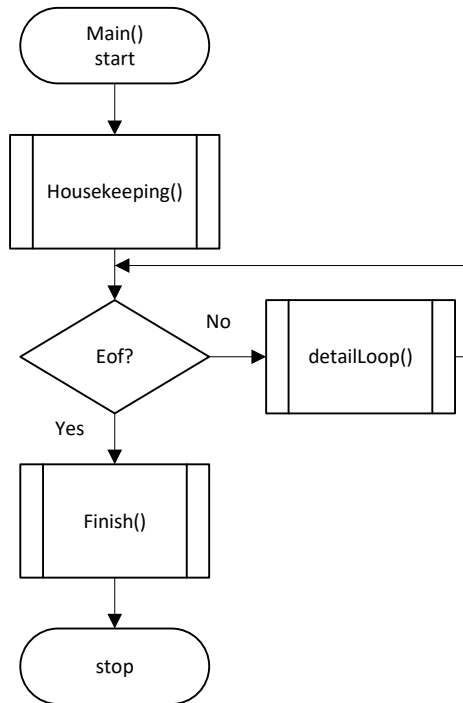 Main()
start
Housekeeping()
Eof?
No
detailLoop()
Yes
Finish()
stop